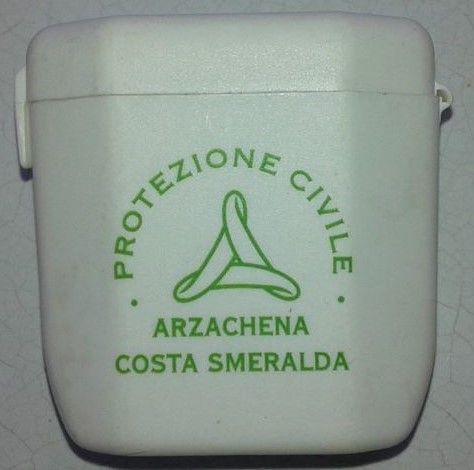 • PROTEZIONE CIVILE •
ARZACHENA
COSTA SMERALDA